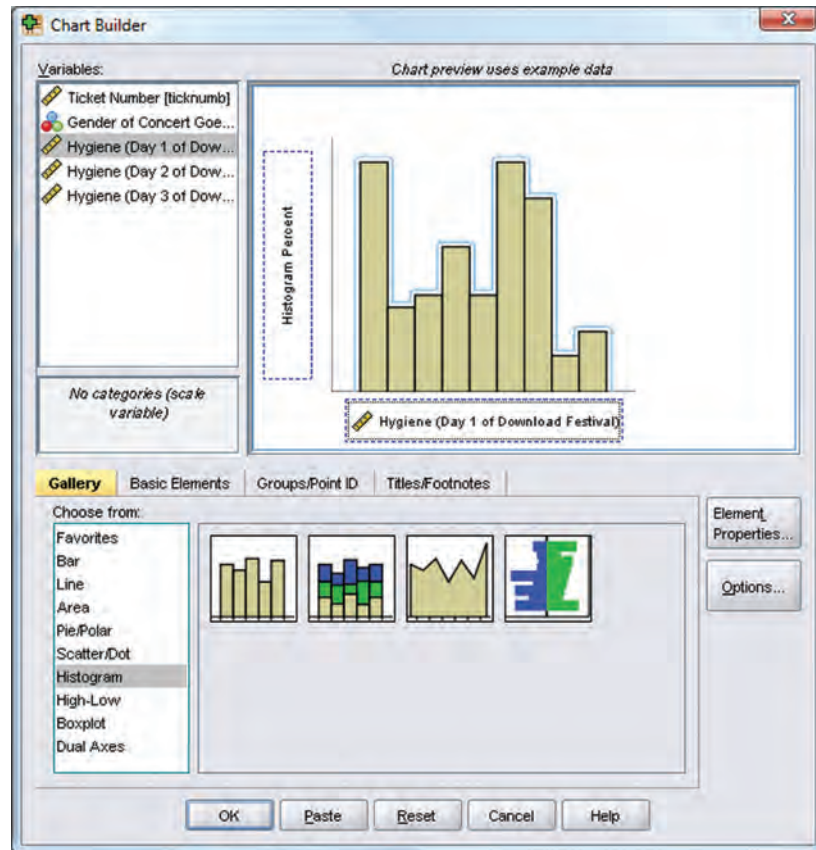 Chart Builder
Variables:
Ticket Number [ticknumb]
Gender of Concert Goe...
Hygiene (Day 1 of Dow...
Hygiene (Day 2 of Dow...
Hygiene (Day 3 of Dow...
No categories (scale
variable)
Chart preview uses example data
Histogram Percent
Hygiene (Day 1 of Download Festival)
Gallery
Basic Elements
Groups/Point ID
Titles/Footnotes
Choose from:
Favorites
Bar
Line
Area
Pie/Polar
Scatter/Dot
Histogram
High-Low
Boxplot
Dual Axes
Element
Properties...
Options...
OK
Paste
Reset
Cancel
Help